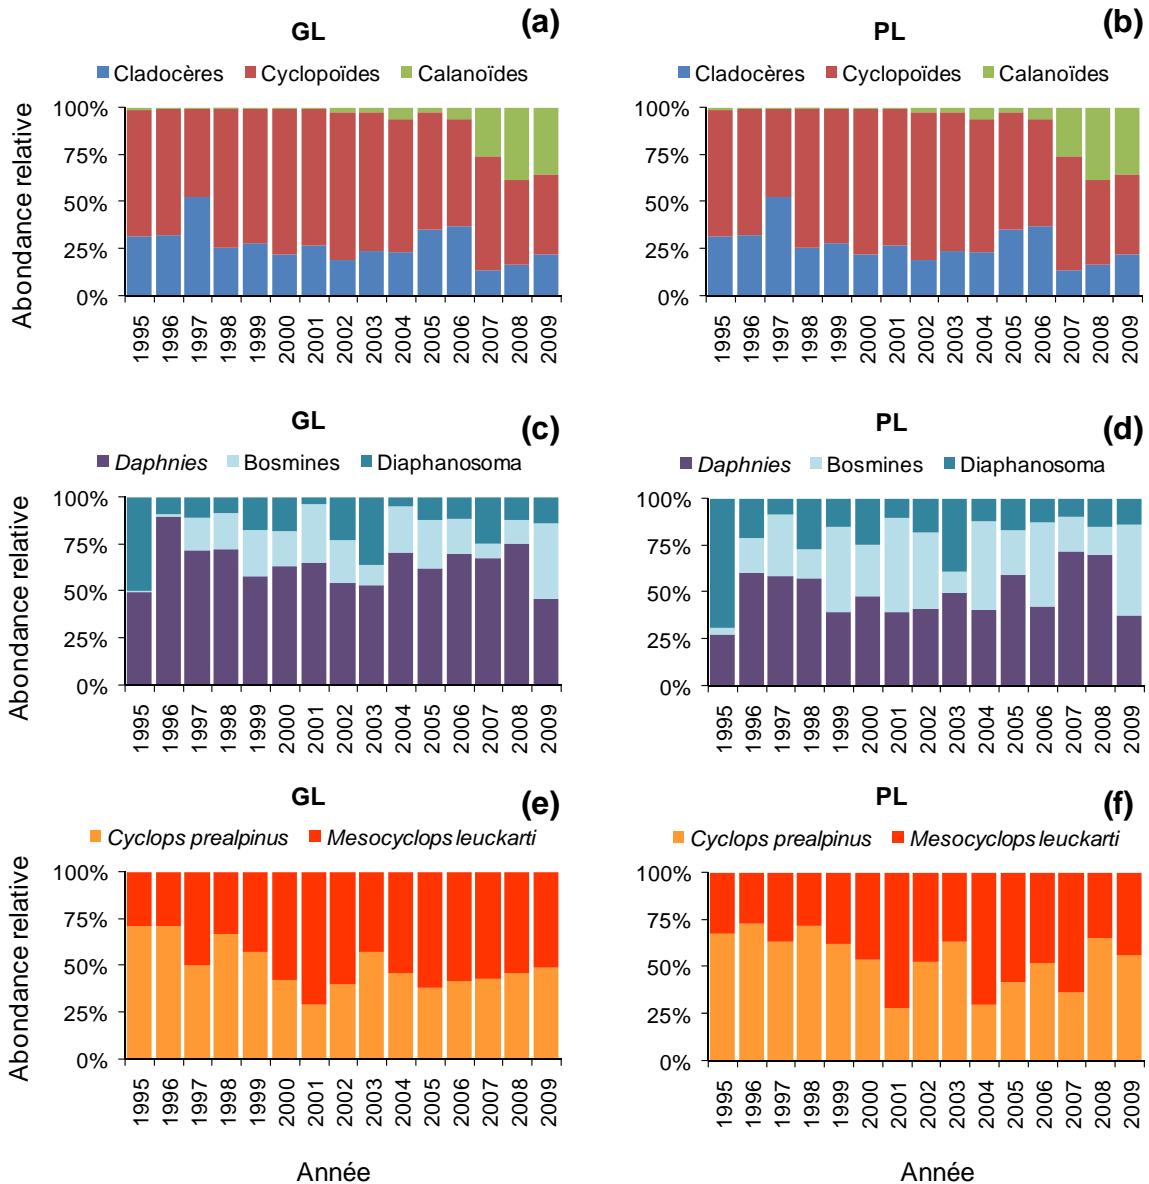 GL
(a)
Cladocères Cyclopoïdes Calanoïdes
Abondance relative
100%
75%
50%
25%
0%
1995 1996 1997 1998 1999 2000 2001 2002 2003 2004 2005 2006 2007 2008 2009
PL
(b)
Cladocères Cyclopoïdes Calanoïdes
100%
75%
50%
25%
0%
1995 1996 1997 1998 1999 2000 2001 2002 2003 2004 2005 2006 2007 2008 2009
GL
(c)
Daphnies Bosmines Diaphanosoma
Abondance relative
100%
75%
50%
25%
0%
1995 1996 1997 1998 1999 2000 2001 2002 2003 2004 2005 2006 2007 2008 2009
PL
(d)
Daphnies Bosmines Diaphanosoma
100%
75%
50%
25%
0%
1995 1996 1997 1998 1999 2000 2001 2002 2003 2004 2005 2006 2007 2008 2009
GL
(e)
Cyclops prealpinus Mesocyclops leuckarti
Abondance relative
100%
75%
50%
25%
0%
1995 1996 1997 1998 1999 2000 2001 2002 2003 2004 2005 2006 2007 2008 2009
Année
PL
(f)
Cyclops prealpinus Mesocyclops leuckarti
100%
75%
50%
25%
0%
1995 1996 1997 1998 1999 2000 2001 2002 2003 2004 2005 2006 2007 2008 2009
Année